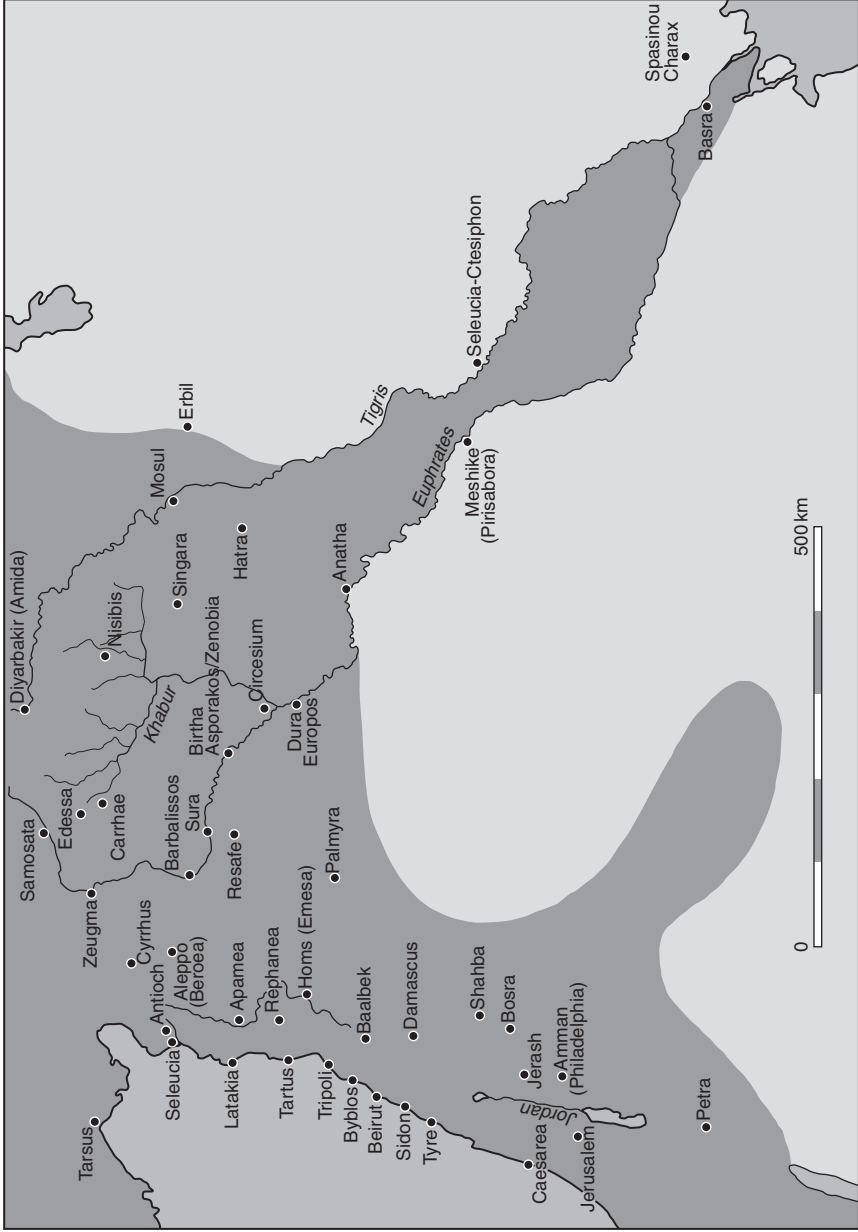 Tarsus
Samosata
Diyarbakir (Amida)
Zeugma
Edessa
Carrhae
Nisibis
Khabur
Cyrrhus
Antioch
Aleppo
(Beroea)
Seleucia
Barbalissos
Sura
Resafe
Birtha
Asporakos/Zenobia
Circesium
Dura
Europos
Singara
Mosul
Erbil
Hatra
Latakia
Apamea
Rephanea
Tartus
Homs (Emesa)
Palmyra
Anatha
Tigris
Euphrates
Tripoli
Byblos
Beirut
Sidon
Tyre
Baalbek
Damascus
Meshike
(Pirisabora)
Seleucia-Ctesiphon
Shahba
Bosra
Jerash
Amman
(Philadelphia)
Jordan
Caesarea
Jerusalem
Petra
Basra
Spasinou
Charax
0
500 km